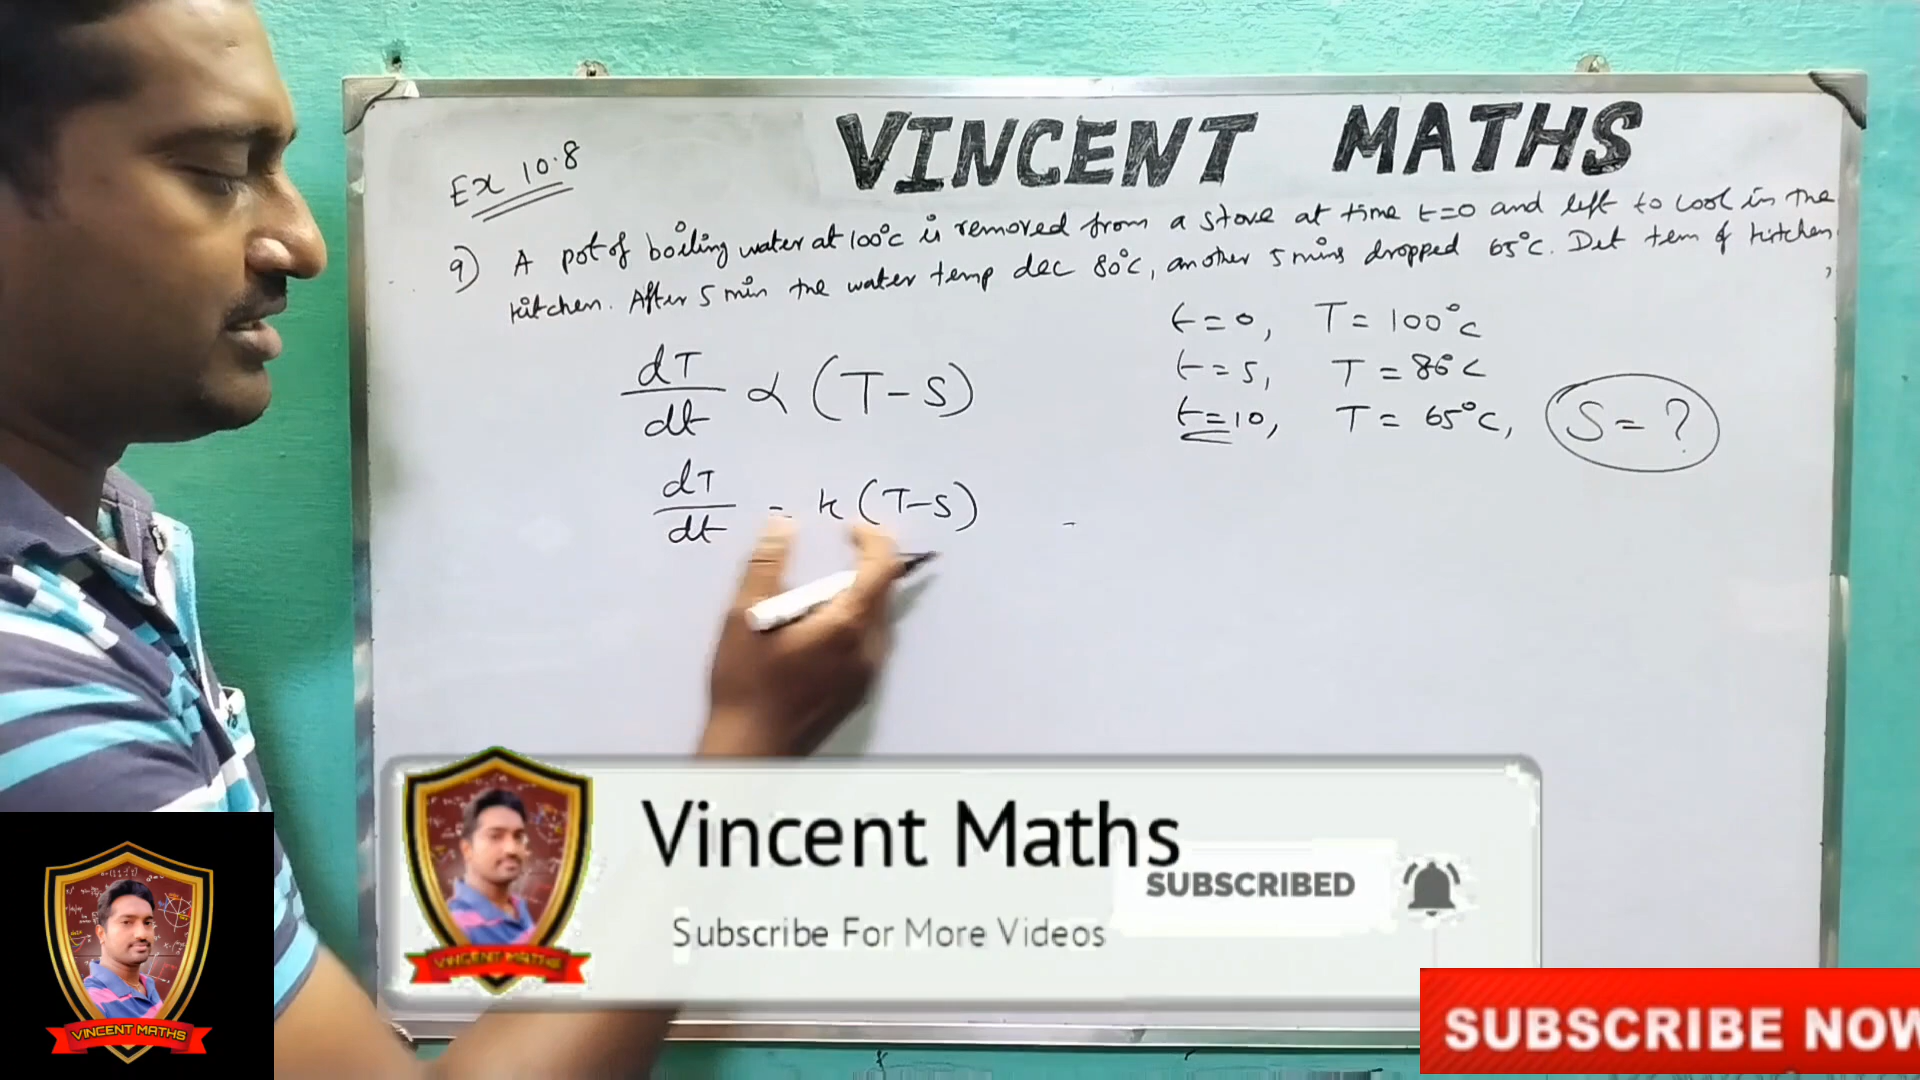 VINCENT MATHS
Ex 10.8
9) A pot of boiling water at 100°C is removed from a stove at time t=0 and left to cool in the
kitchen. After 5 min the water temp dec 80°C, another 5 mins dropped 65°C. Det tem of kitchen,
t=0, T = 100°C
t=5, T = 80°C
t=10, T = 65°C, S = ?
dT/dt ∝ (T-S)
dT/dt = k (T-S)
Vincent Maths
SUBSCRIBED
Subscribe For More Videos
VINCENT MATHS
VINCENT MATHS
SUBSCRIBE NOW